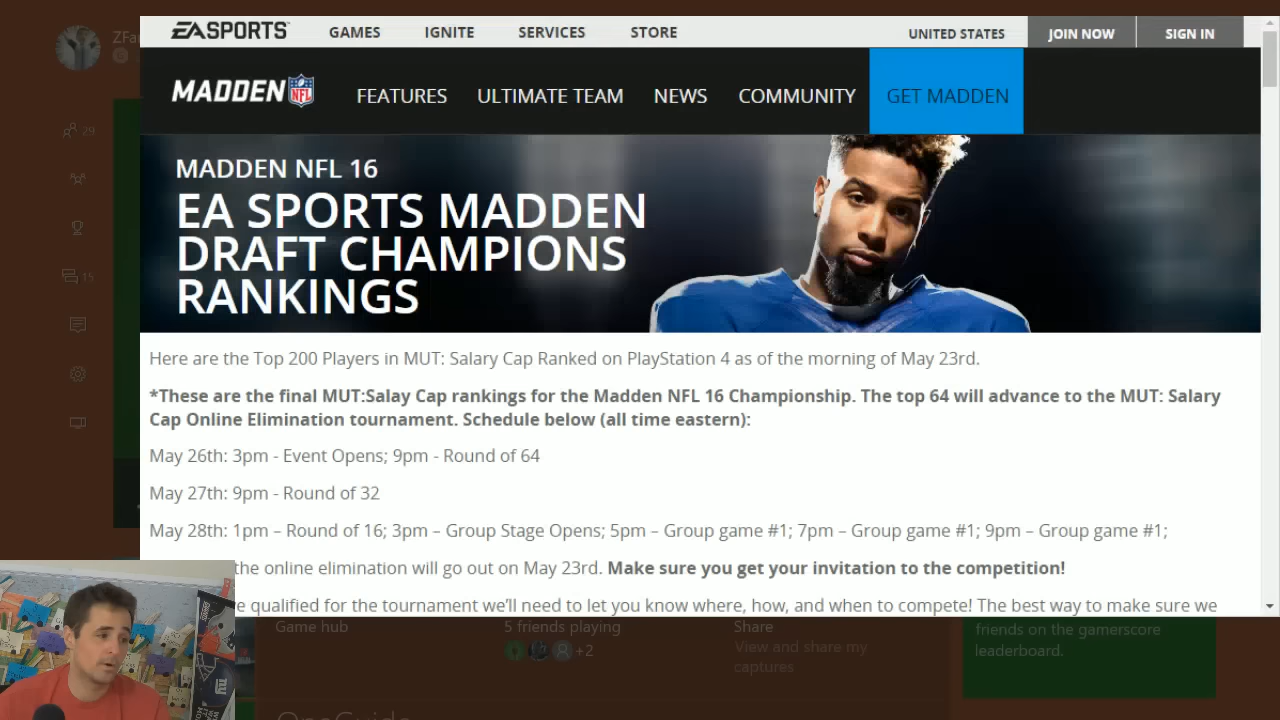 ZFa
EA SPORTS GAMES IGNITE SERVICES STORE UNITED STATES JOIN NOW SIGN IN
MADDEN NFL FEATURES ULTIMATE TEAM NEWS COMMUNITY GET MADDEN
29
15
MADDEN NFL 16
EA SPORTS MADDEN
DRAFT CHAMPIONS
RANKINGS
Here are the Top 200 Players in MUT: Salary Cap Ranked on PlayStation 4 as of the morning of May 23rd.
*These are the final MUT:Salay Cap rankings for the Madden NFL 16 Championship. The top 64 will advance to the MUT: Salary
Cap Online Elimination tournament. Schedule below (all time eastern):
May 26th: 3pm - Event Opens; 9pm - Round of 64
May 27th: 9pm - Round of 32
May 28th: 1pm – Round of 16; 3pm – Group Stage Opens; 5pm – Group game #1; 7pm – Group game #1; 9pm – Group game #1;
the online elimination will go out on May 23rd. Make sure you get your invitation to the competition!
e qualified for the tournament we'll need to let you know where, how, and when to compete! The best way to make sure we
Game hub
5 friends playing
+2
Share
View and share my
captures
friends on the gamerscore
leaderboard.
OneGuide